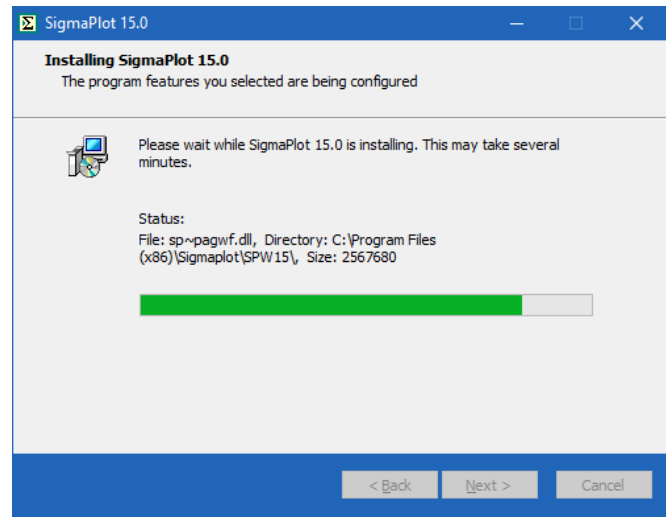 SigmaPlot 15.0
Installing SigmaPlot 15.0
The program features you selected are being configured
Please wait while SigmaPlot 15.0 is installing. This may take several
minutes.
Status:
File: sp~pagwf.dll, Directory: C:\Program Files
(x86)\Sigmaplot\SPW15\, Size: 2567680
< Back Next > Cancel